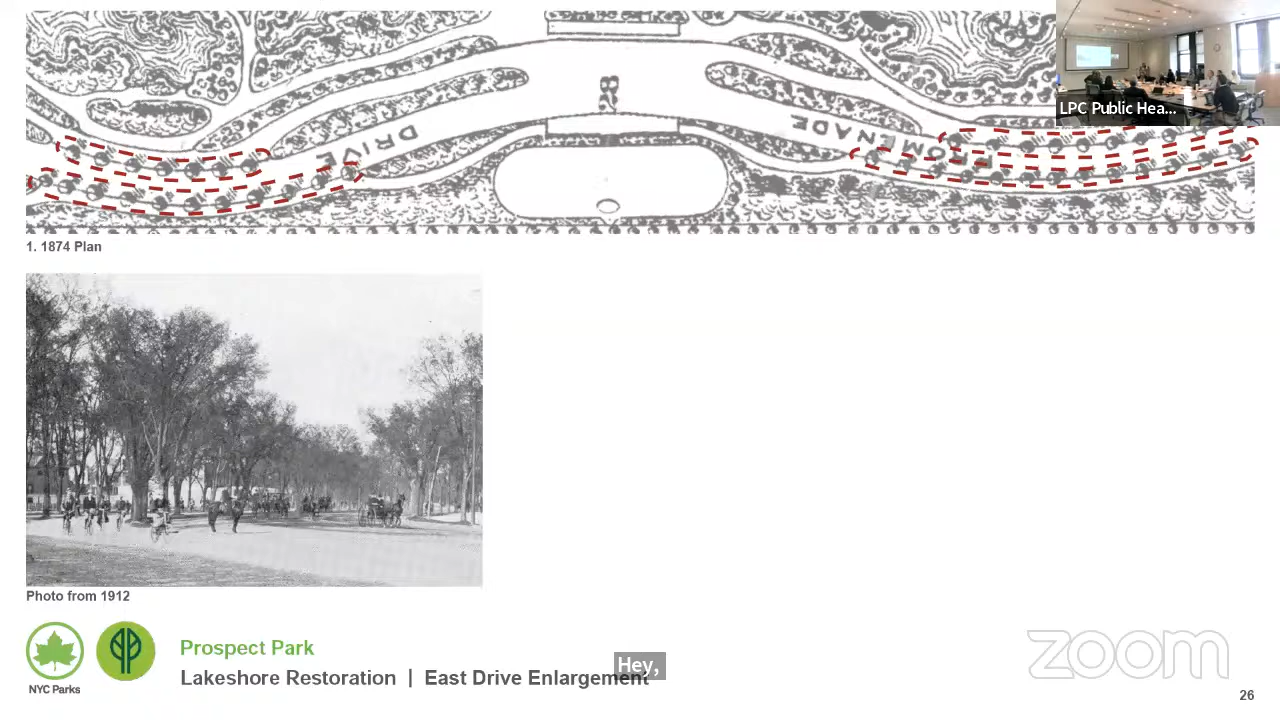 LPC Public Hea...
28
DRIVE
PROMENADE
1. 1874 Plan
Photo from 1912
NYC Parks
Prospect Park
Lakeshore Restoration | East Drive Enlargement
Hey,
zoom
26